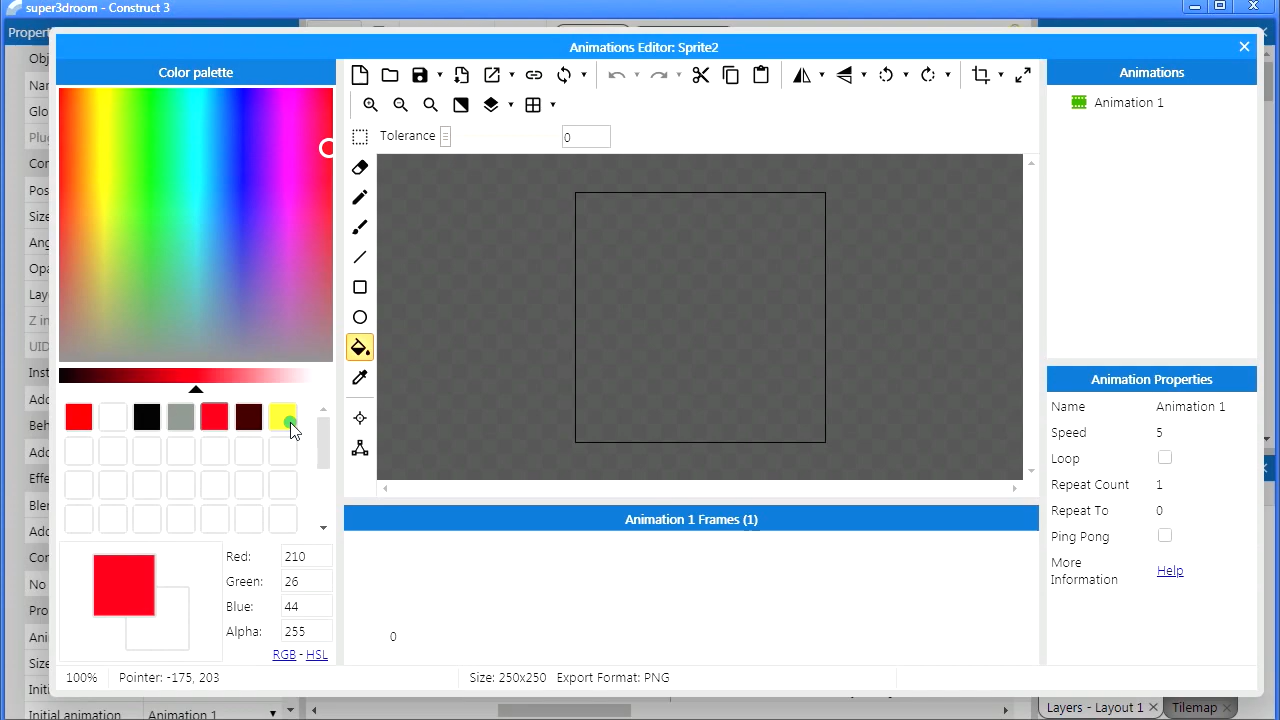 super3droom - Construct 3
Animations Editor: Sprite2
Color palette
Animations
Animation 1
Tolerance
0
Animation Properties
Name Animation 1
Speed 5
Loop
Repeat Count 1
Repeat To 0
Ping Pong
More
Information
Help
Animation 1 Frames (1)
0
Red: 210
Green: 26
Blue: 44
Alpha: 255
RGB - HSL
100% Pointer: -175, 203 Size: 250x250 Export Format: PNG
Initial animation Animation 1
Layers - Layout 1 Tilemap